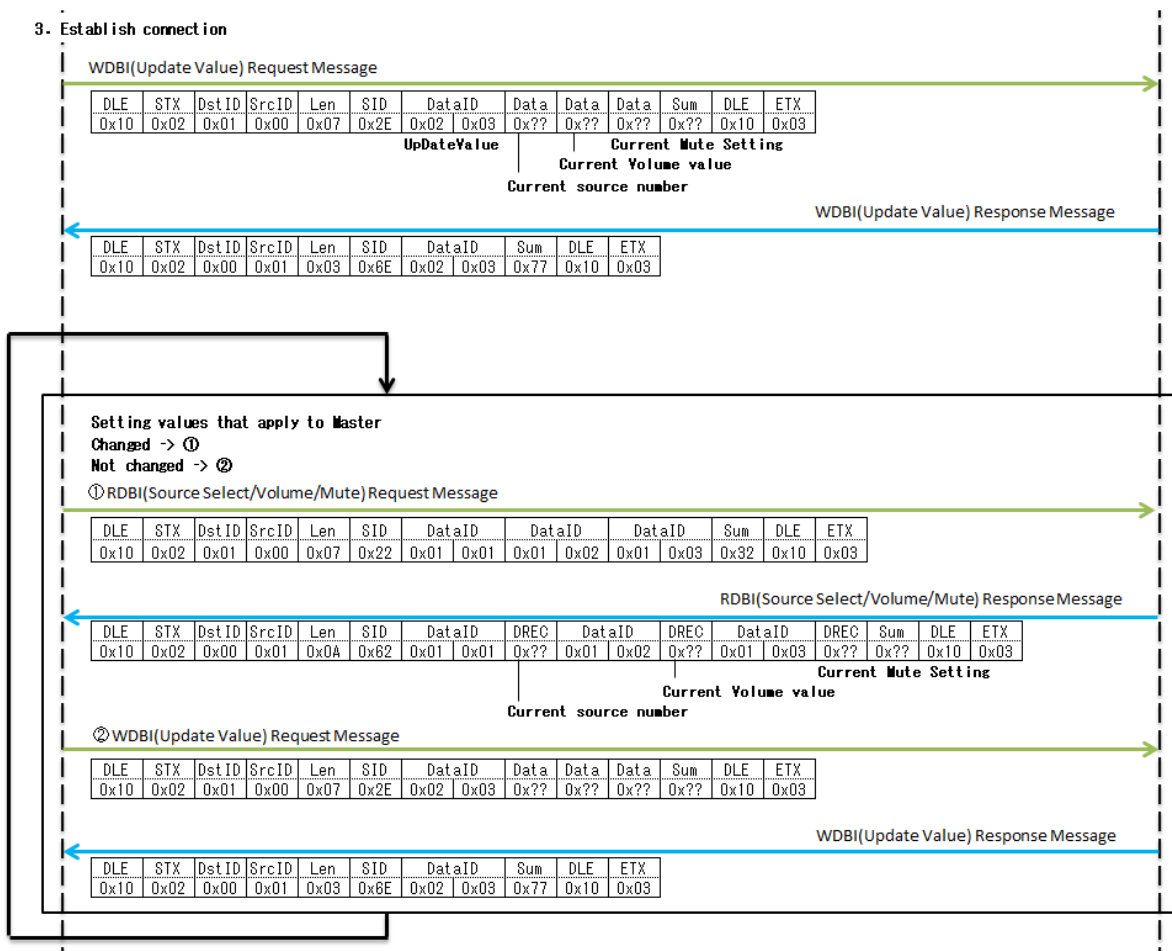 3. Establish connection
WDBI(Update Value) Request Message
DLE STX DstID SrcID Len SID DataID Data Data Data Sum DLE ETX
0x10 0x02 0x01 0x00 0x07 0x2E 0x02 0x03 0x?? 0x?? 0x?? 0x?? 0x10 0x03
UpDateValue Current Mute Setting
Current Volume value
Current source number
WDBI(Update Value) Response Message
DLE STX DstID SrcID Len SID DataID Sum DLE ETX
0x10 0x02 0x00 0x01 0x03 0x6E 0x02 0x03 0x77 0x10 0x03
Setting values that apply to Master
Changed -> ①
Not changed -> ②
①RDBI(Source Select/Volume/Mute) Request Message
DLE STX DstID SrcID Len SID DataID DataID DataID Sum DLE ETX
0x10 0x02 0x01 0x00 0x07 0x22 0x01 0x01 0x01 0x02 0x01 0x03 0x32 0x10 0x03
RDBI(Source Select/Volume/Mute) Response Message
DLE STX DstID SrcID Len SID DataID DREC DataID DREC DataID DREC Sum DLE ETX
0x10 0x02 0x00 0x01 0x0A 0x62 0x01 0x01 0x?? 0x01 0x02 0x?? 0x01 0x03 0x?? 0x?? 0x10 0x03
Current Mute Setting
Current Volume value
Current source number
②WDBI(Update Value) Request Message
DLE STX DstID SrcID Len SID DataID Data Data Data Sum DLE ETX
0x10 0x02 0x01 0x00 0x07 0x2E 0x02 0x03 0x?? 0x?? 0x?? 0x?? 0x10 0x03
WDBI(Update Value) Response Message
DLE STX DstID SrcID Len SID DataID Sum DLE ETX
0x10 0x02 0x00 0x01 0x03 0x6E 0x02 0x03 0x77 0x10 0x03